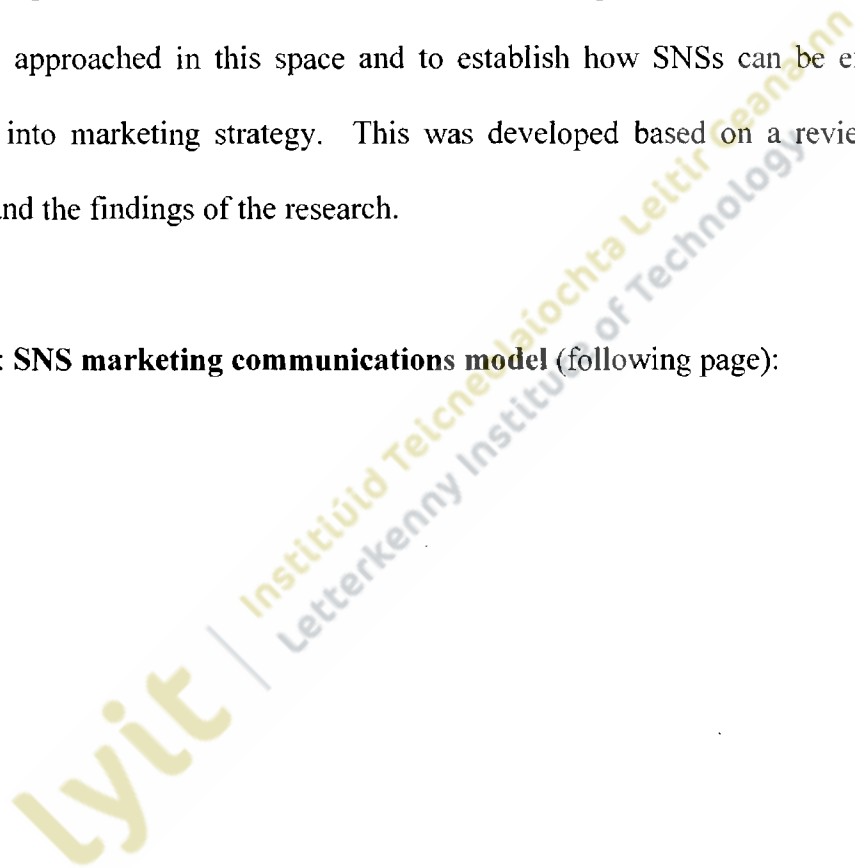 approached in this space and to establish how SNSs can be
into marketing strategy. This was developed based on a
and the findings of the research.
: SNS marketing communications model (following page):
lyit
Institiúid Teicneolaíochta Leitir Ceanainn
Letterkenny Institute of Technology